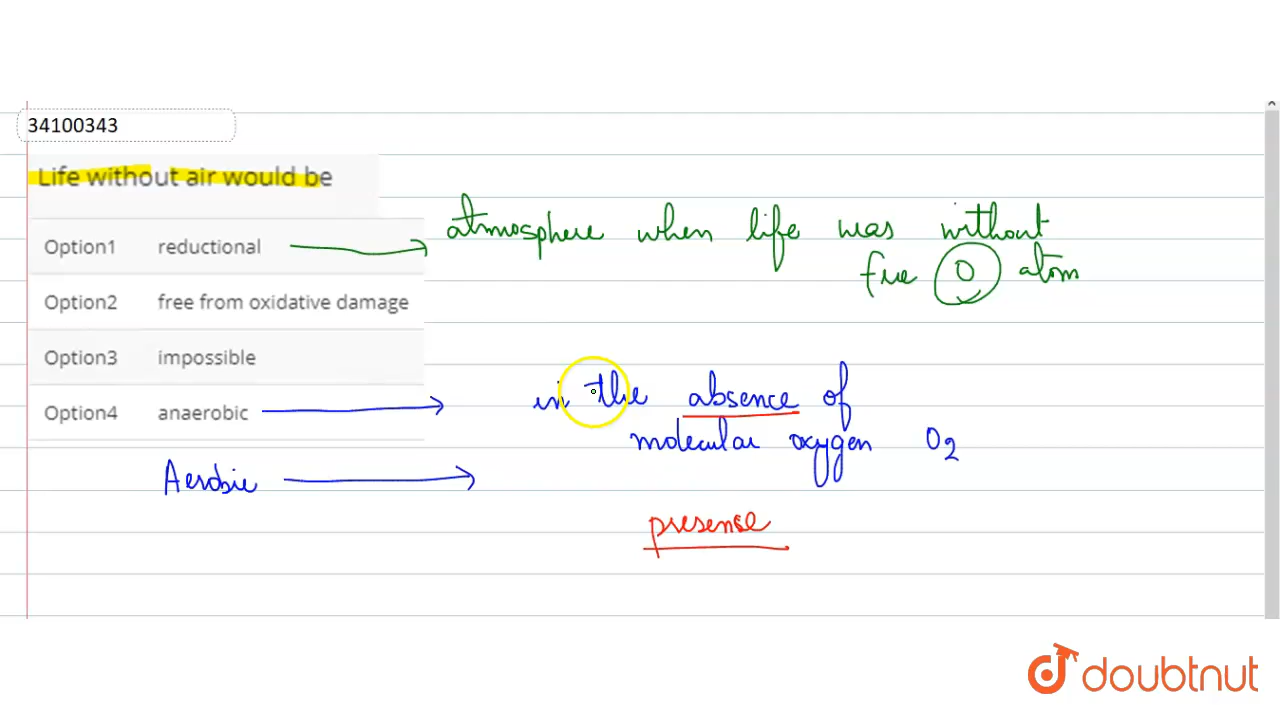 34100343
Life without air would be
Option1 reductional
atmosphere when life was without
free O atom
Option2 free from oxidative damage
Option3 impossible
Option4 anaerobic
in the absence of
molecular oxygen O2
Aerobic
presense
doubtnut